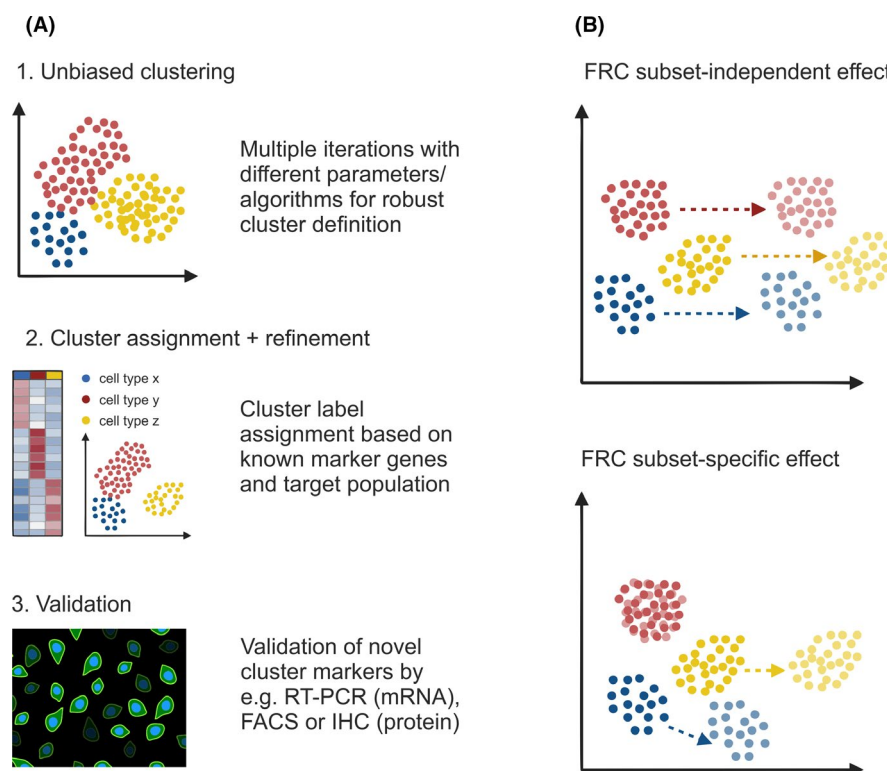 (A)
1. Unbiased clustering
Multiple iterations with
different parameters/
algorithms for robust
cluster definition
2. Cluster assignment + refinement
cell type x
cell type y
cell type z
Cluster label
assignment based on
known marker genes
and target population
3. Validation
Validation of novel
cluster markers by
e.g. RT-PCR (mRNA),
FACS or IHC (protein)
(B)
FRC subset-independent effect
FRC subset-specific effect